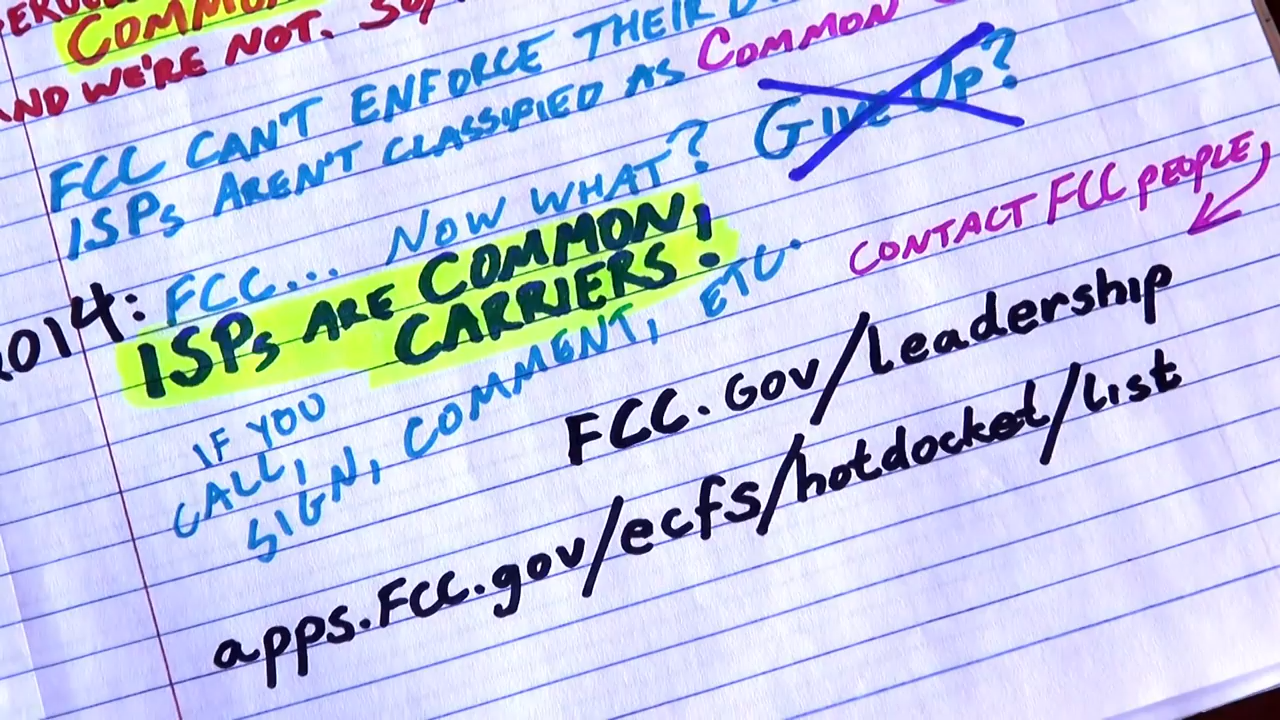 COMMON
AND WE'RE NOT.
FCC CAN'T ENFORCE THEIR
ISPs AREN'T CLASSIFIED AS COMMON
2014: FCC... NOW WHAT? GIVE UP?
ISPs ARE COMMON
CARRIERS!
IF YOU
CALL,
SIGN, COMMENT, ETC.
CONTACT FCC PEOPLE,
FCC.GOV/leadership
apps.FCC.gov/ecfs/hotdocket/list